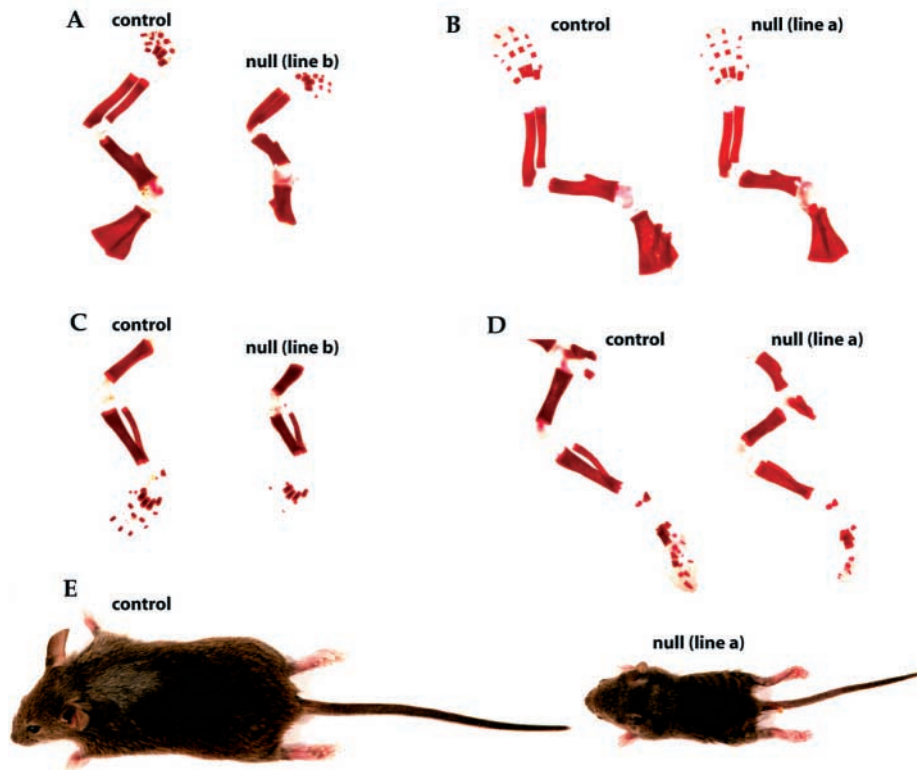 A
control
null (line b)
B
control
null (line a)
C
control
null (line b)
D
control
null (line a)
E
control
null (line a)